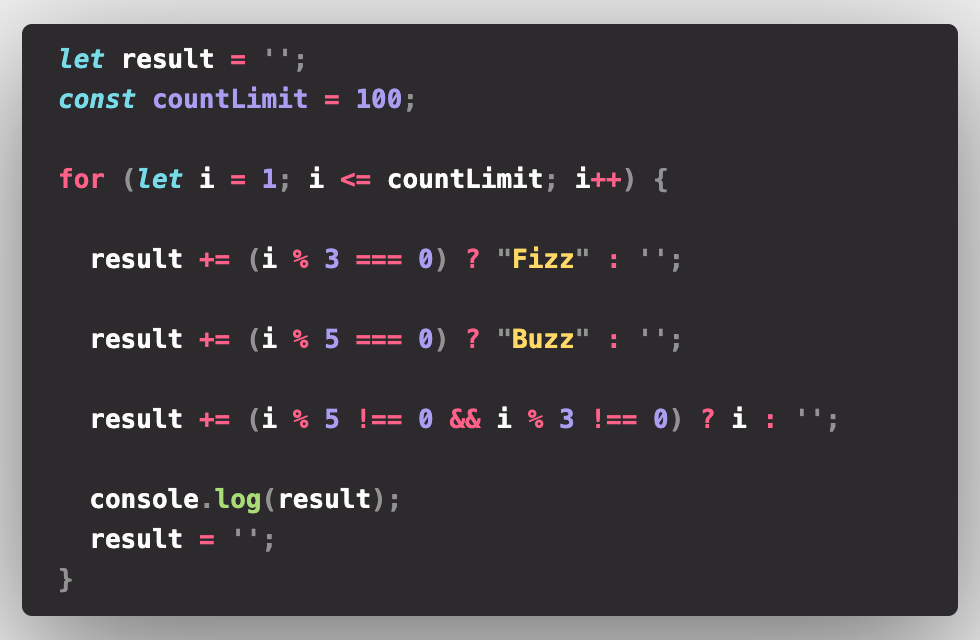 let result = '';
const countLimit = 100;
for (let i = 1; i <= countLimit; i++) {
result += (i % 3 === 0) ? "Fizz" : '';
result += (i % 5 === 0) ? "Buzz" : '';
result += (i % 5 !== 0 && i % 3 !== 0) ? i : '';
console.log(result);
result = '';
}